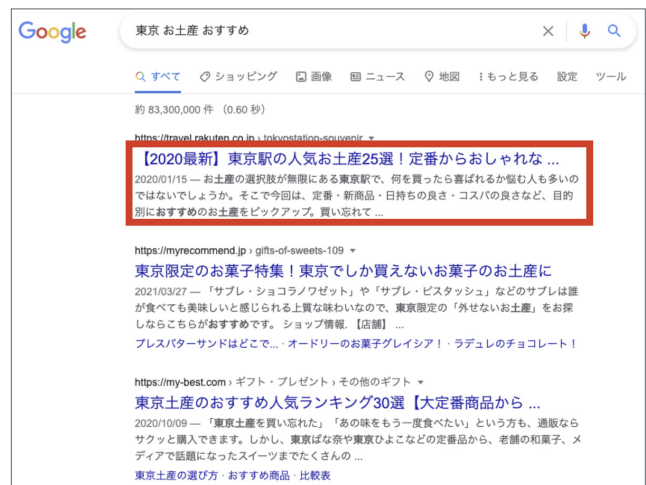 Google
東京 お土産 おすすめ
すべて ショッピング 画像 ニュース 地図 もっと見る 設定 ツール
約 83,300,000 件 (0.60 秒)
https://travel.rakuten.co.jp › tokyostation-souvenir
【2020最新】東京駅の人気お土産25選！定番からおしゃれな ...
2020/01/15 — お土産の選択肢が無限にある東京駅で、何を買ったら喜ばれるか悩む人も多いの
ではないでしょうか。そこで今回は、定番・新商品・日持ちの良さ・コスパの良さなど、目的
別におすすめのお土産をピックアップ。買い忘れて ...
https://myrecommend.jp › gifts-of-sweets-109
東京限定のお菓子特集！東京でしか買えないお菓子のお土産に
2021/03/27 — 「サブレ・ショコラノワゼット」や「サブレ・ピスタッシュ」などのサブレは誰
が食べても美味しいと感じられる上質な味わいなので、東京限定の「外せないお土産」をお探
しならこちらがおすすめです。 ショップ情報. 【店舗】 ...
プレスバターサンドはどこで... · オードリーのお菓子グレイシア！ · ラデュレのチョコレート！
https://my-best.com › ギフト・プレゼント › その他のギフト
東京土産のおすすめ人気ランキング30選【大定番商品から ...
2020/10/09 — 「東京土産を買い忘れた」「あの味をもう一度食べたい」という方も、通販なら
サクッと購入できます。しかし、東京ばな奈や東京ひよこなどの定番品から、老舗の和菓子、メ
ディアで話題になったスイーツまでたくさんの ...
東京土産の選び方 · おすすめ商品 · 比較表